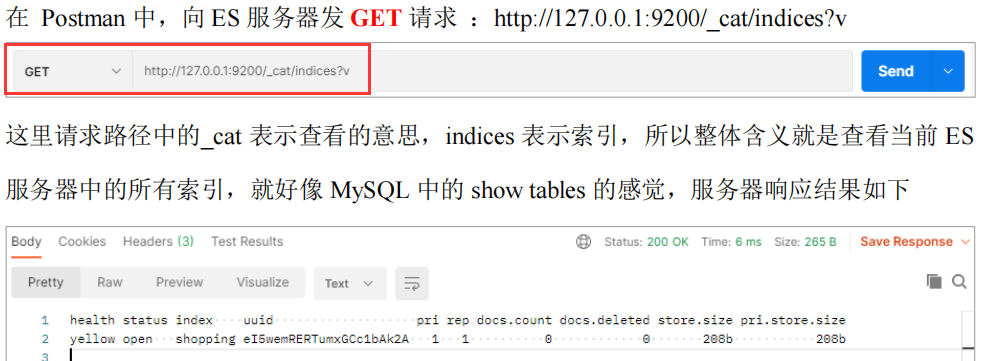 在 Postman 中，向 ES 服务器发 GET 请求 ：http://127.0.0.1:9200/_cat/indices?v
GET http://127.0.0.1:9200/_cat/indices?v Send
这里请求路径中的_cat 表示查看的意思，indices 表示索引，所以整体含义就是查看当前 ES
服务器中的所有索引，就好像 MySQL 中的 show tables 的感觉，服务器响应结果如下
Body Cookies Headers (3) Test Results Status: 200 OK Time: 6 ms Size: 265 B Save Response
Pretty Raw Preview Visualize Text
1 health status index uuid pri rep docs.count docs.deleted store.size pri.store.size
2 yellow open shopping eI5wemRERTumxGCc1bAk2A 1 1 0 0 208b 208b
3